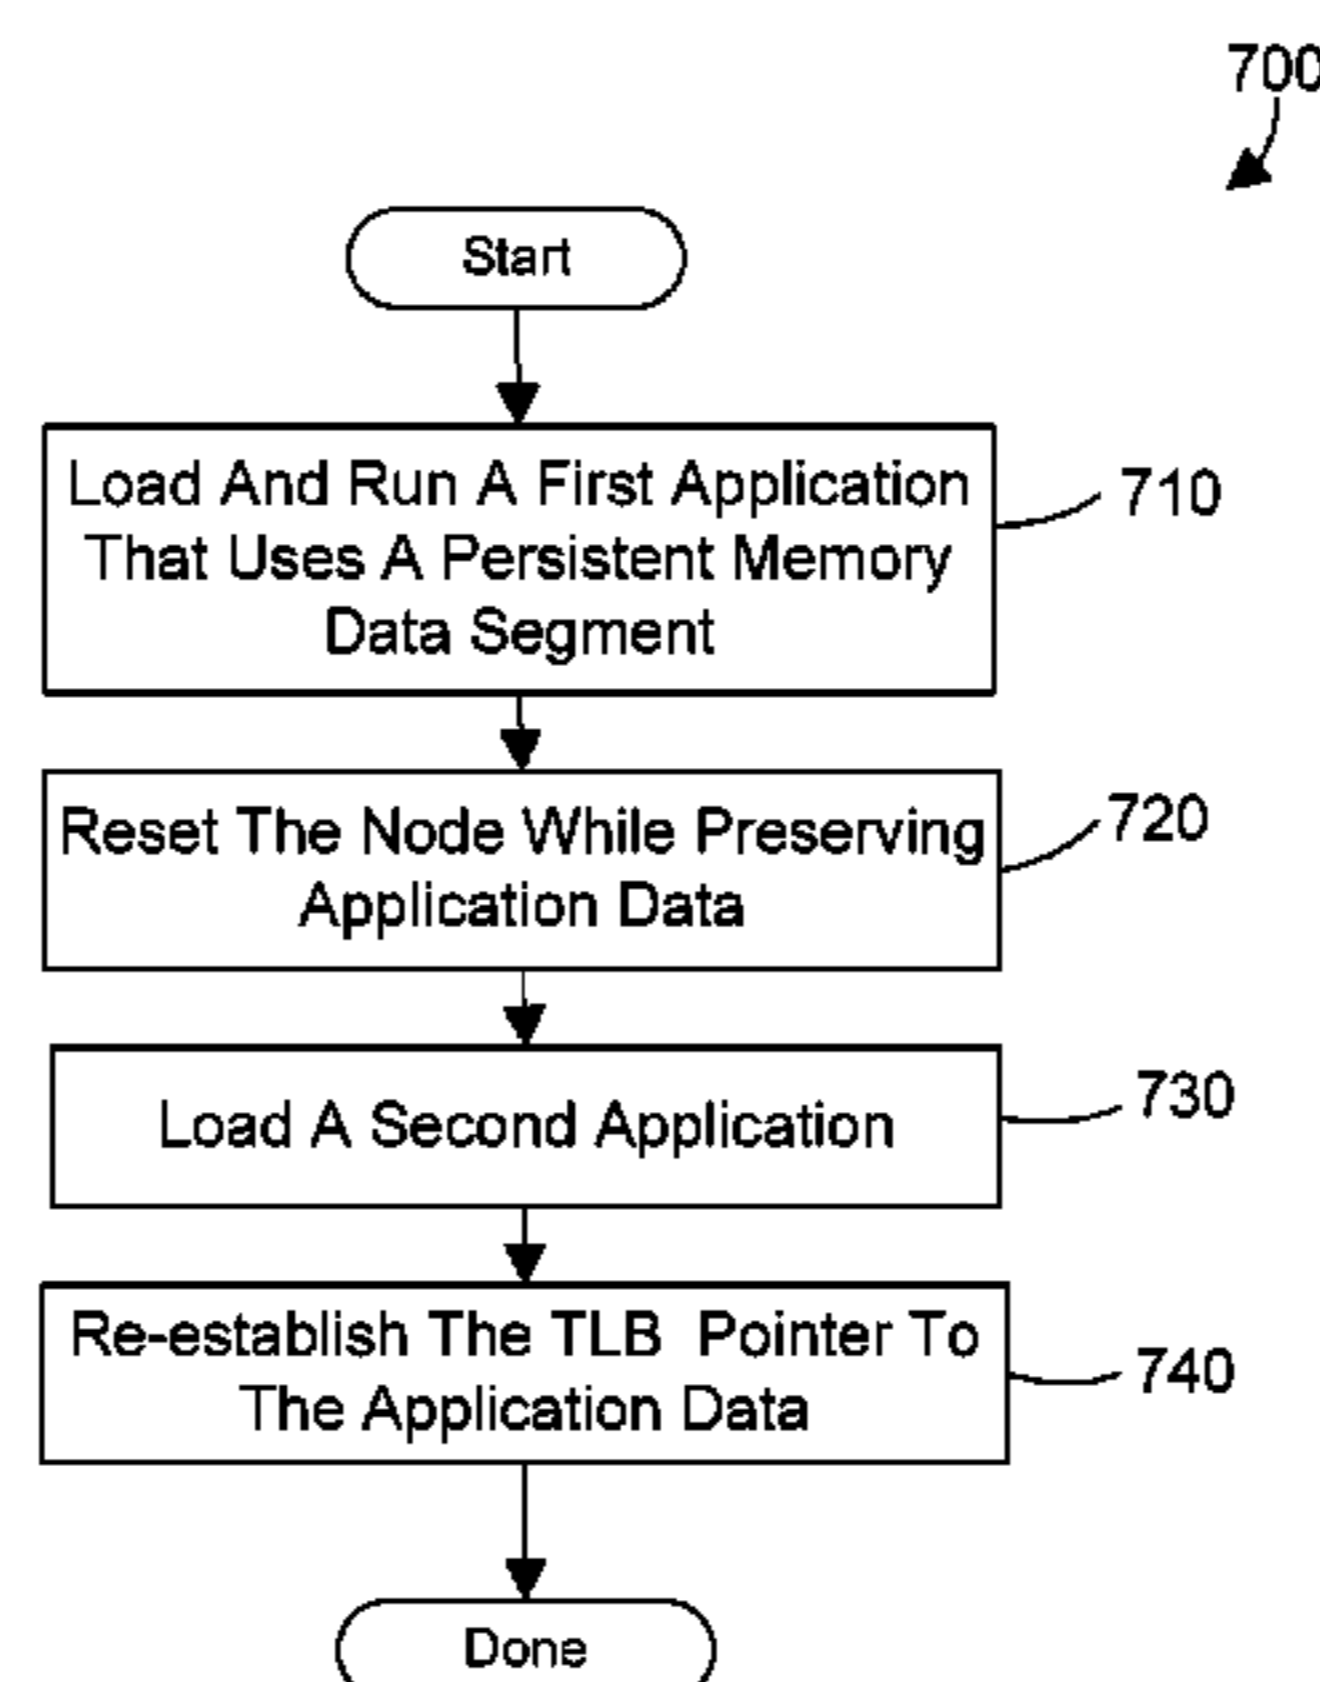 700
Start
Load And Run A First Application
That Uses A Persistent Memory
Data Segment
710
Reset The Node While Preserving
Application Data
720
Load A Second Application
730
Re-establish The TLB Pointer To
The Application Data
740
Done